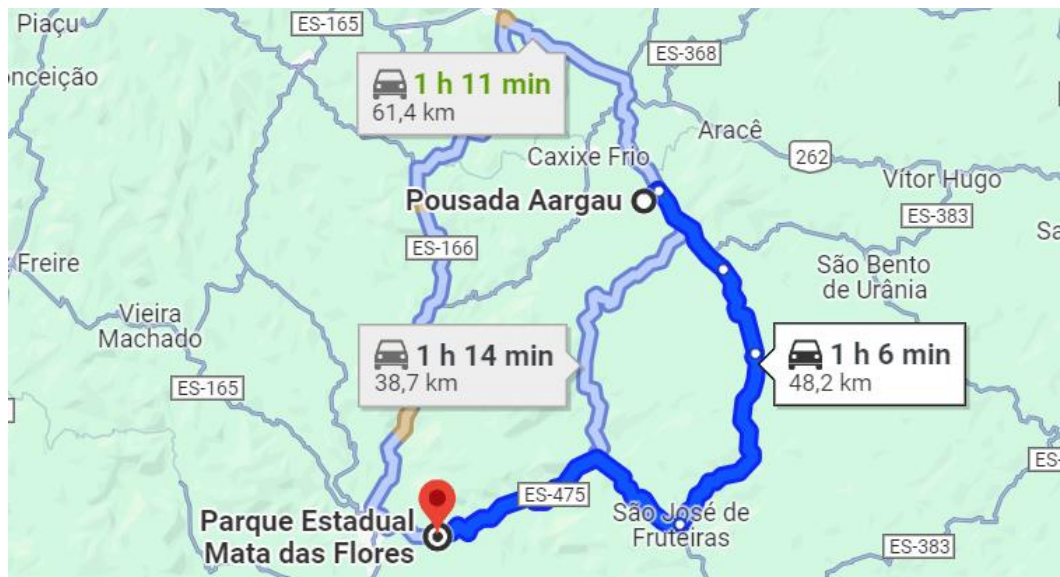 Piaçu
ES-165
ES-368
onceição
1 h 11 min
61,4 km
Aracê
262
Caxixe Frio
Vítor Hugo
Pousada Aargau
ES-383
Sa
ES-166
Freire
São Bento
de Urânia
Vieira
Machado
1 h 14 min
38,7 km
1 h 6 min
48,2 km
ES-165
ES-
ES-475
São José de
Fruteiras
Parque Estadual
Mata das Flores
ES-383